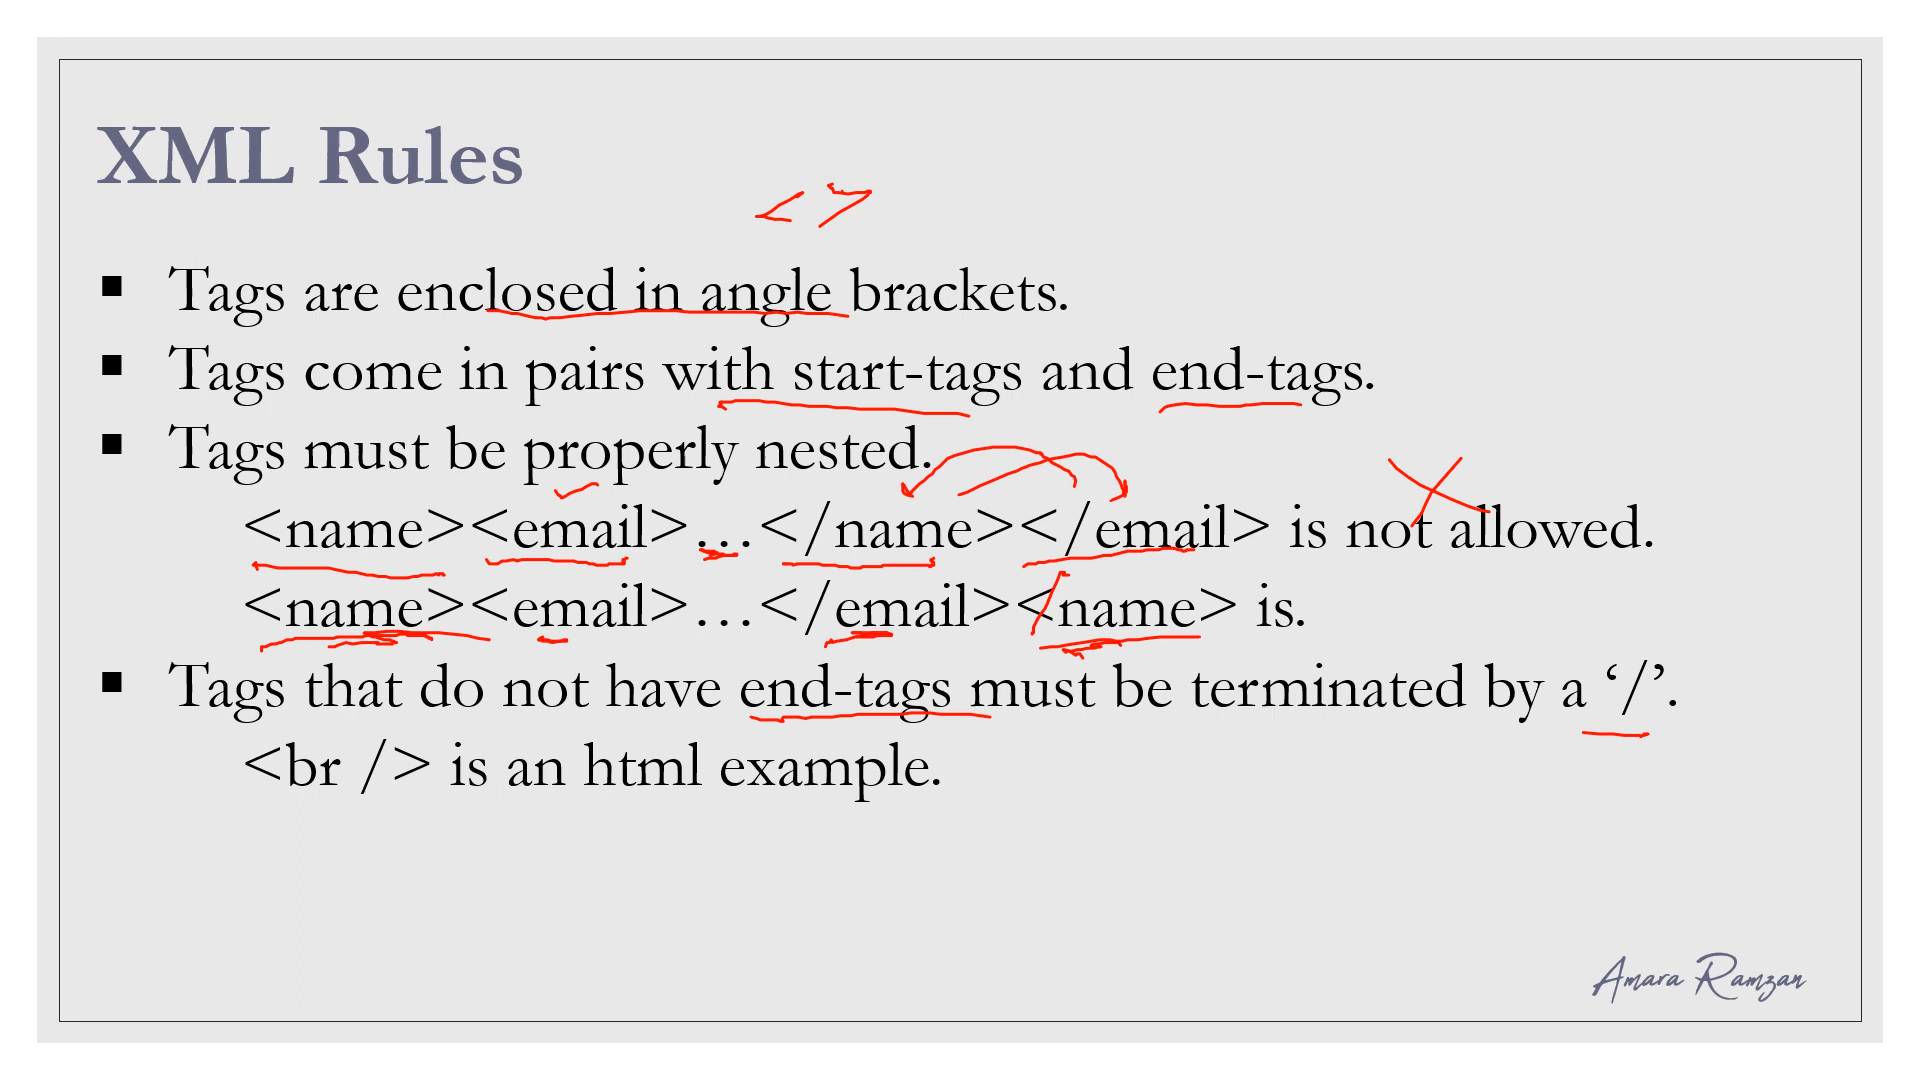 XML Rules
< >
▪ Tags are enclosed in angle brackets.
▪ Tags come in pairs with start-tags and end-tags.
▪ Tags must be properly nested.
<name><email>…</name></email> is not allowed.
<name><email>…</email><name> is.
▪ Tags that do not have end-tags must be terminated by a ‘/’.
<br /> is an html example.
Amara Ramzan